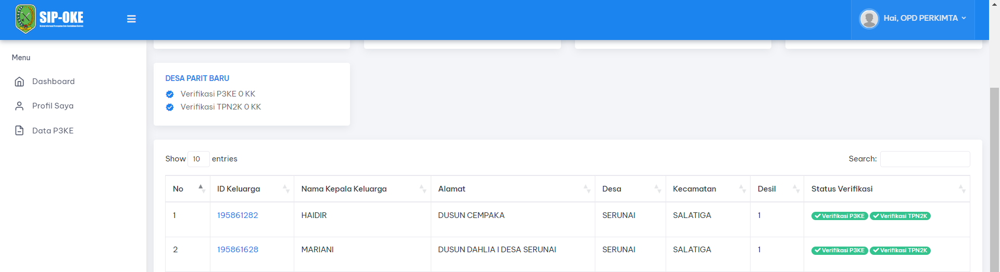 SIP-OKE
Hai, OPD PERKIMTA
Menu
Dashboard
Profil Saya
Data P3KE
DESA PARIT BARU
Verifikasi P3KE 0 KK
Verifikasi TPN2K 0 KK
Show 10 entries
Search:
No ID Keluarga Nama Kepala Keluarga Alamat Desa Kecamatan Desil Status Verifikasi
1 195861282 HAIDIR DUSUN CEMPAKA SERUNAI SALATIGA 1 Verifikasi P3KE Verifikasi TPN2K
2 195861628 MARIANI DUSUN DAHLIA I DESA SERUNAI SERUNAI SALATIGA 1 Verifikasi P3KE Verifikasi TPN2K